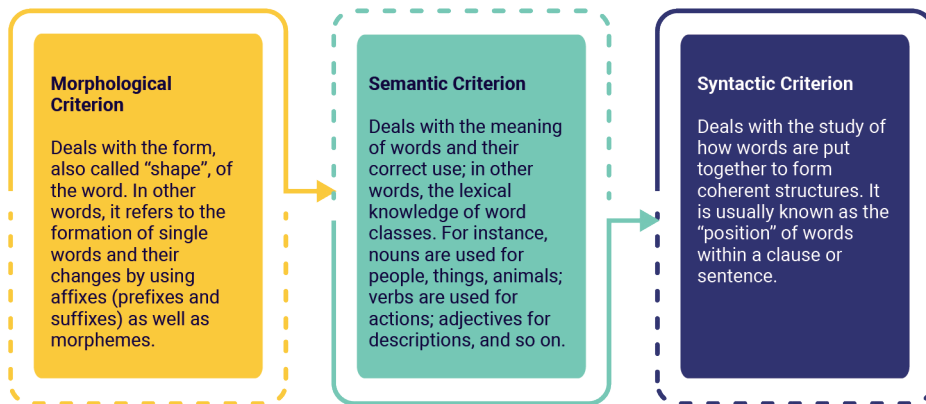 Morphological
Criterion
Deals with the form,
also called “shape”, of
the word. In other
words, it refers to the
formation of single
words and their
changes by using
affixes (prefixes and
suffixes) as well as
morphemes.
Semantic Criterion
Deals with the meaning
of words and their
correct use; in other
words, the lexical
knowledge of word
classes. For instance,
nouns are used for
people, things, animals;
verbs are used for
actions; adjectives for
descriptions, and so on.
Syntactic Criterion
Deals with the study of
how words are put
together to form
coherent structures. It
is usually known as the
“position” of words
within a clause or
sentence.